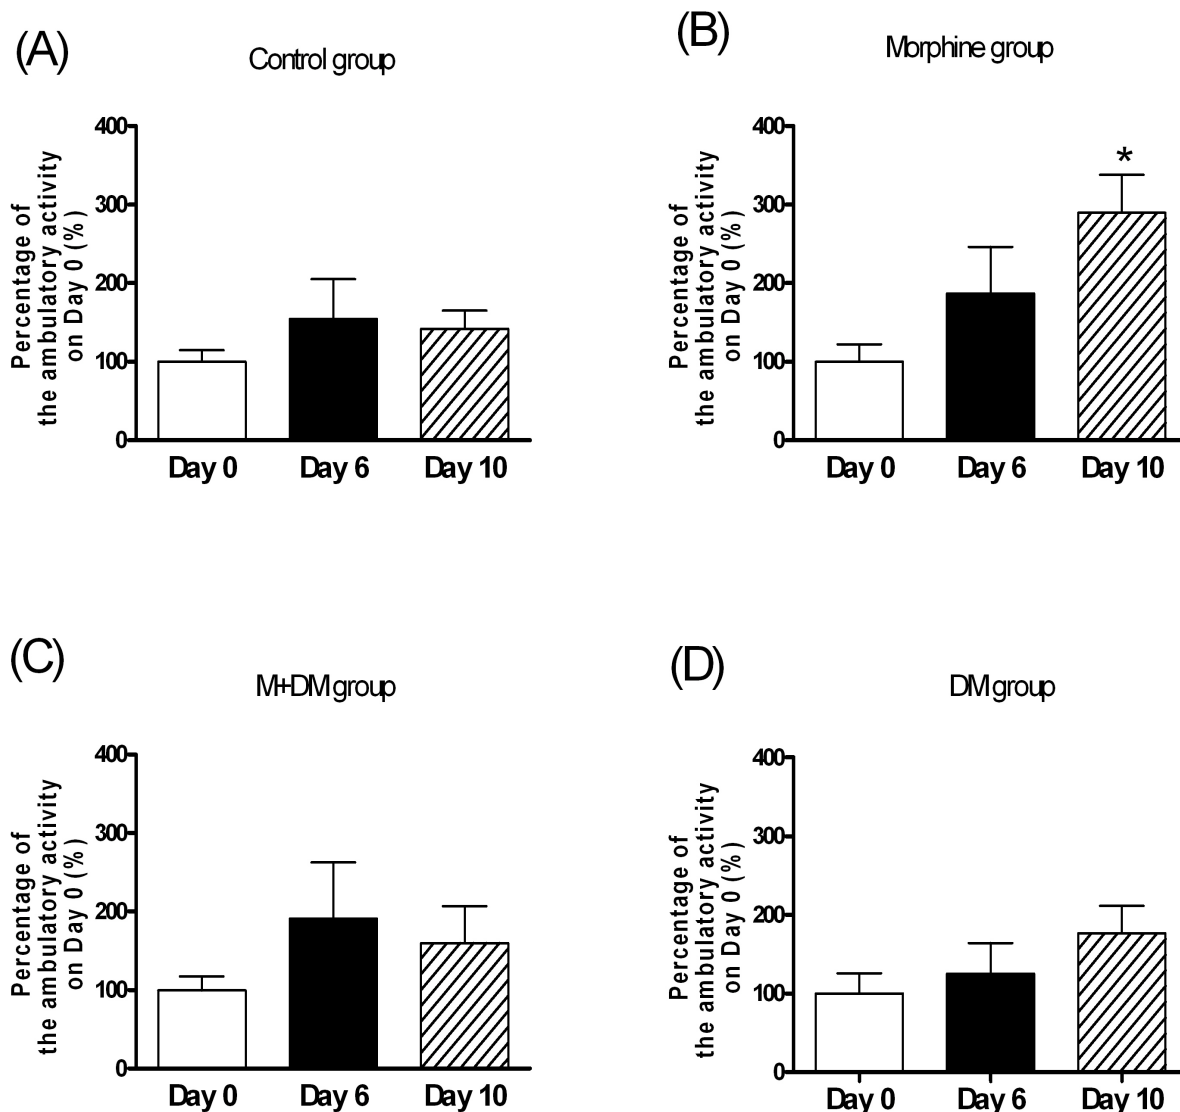 (A)
Control group
Percentage of
the ambulatory activity
on Day 0 (%)
400
300
200
100
0
Day 0 Day 6 Day 10
(B)
Morphine group
Percentage of
the ambulatory activity
on Day 0 (%)
400
300
200
100
0
*
Day 0 Day 6 Day 10
(C)
M+DM group
Percentage of
the ambulatory activity
on Day 0 (%)
400
300
200
100
0
Day 0 Day 6 Day 10
(D)
DM group
Percentage of
the ambulatory activity
on Day 0 (%)
400
300
200
100
0
Day 0 Day 6 Day 10